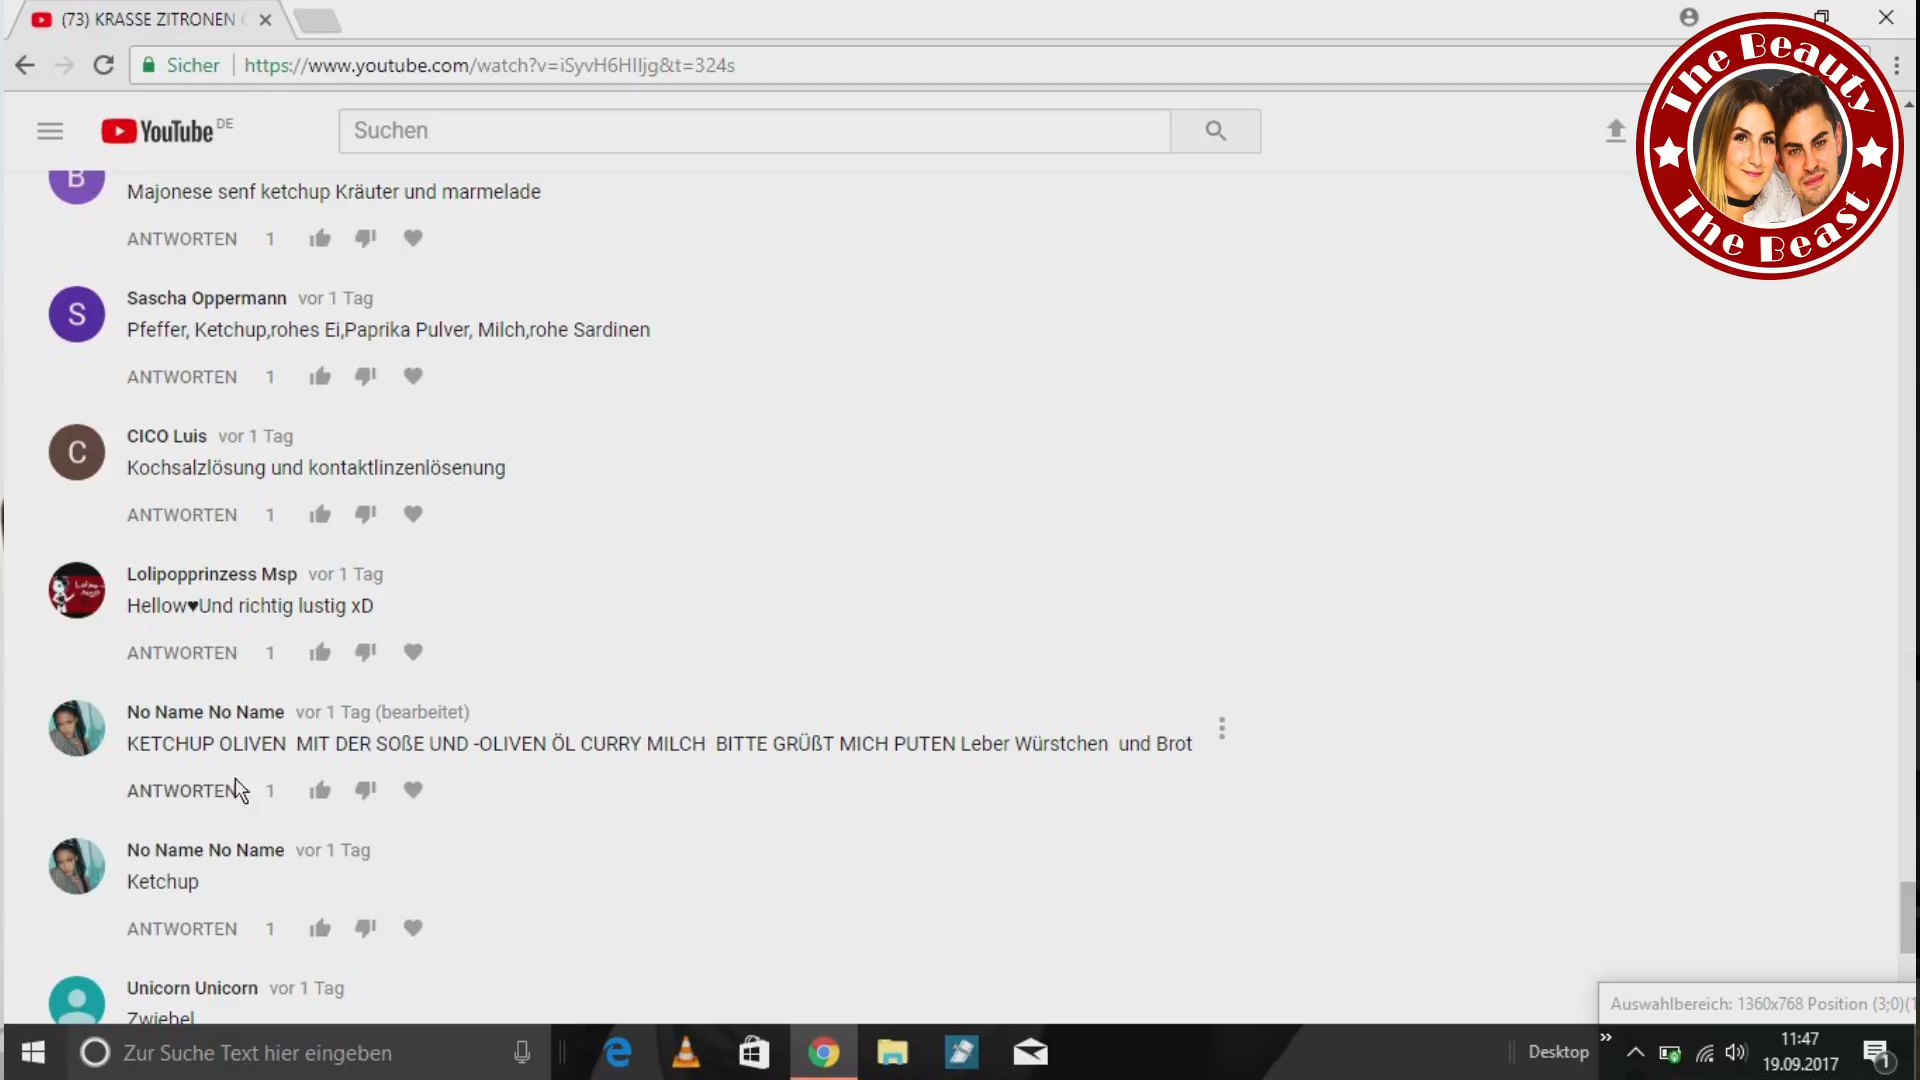 (73) KRASSE ZITRONEN
Sicher
https://www.youtube.com/watch?v=iSyvH6HIljg&t=324s
YouTube DE
Suchen
The Beauty
The Beast
B
Majonese senf ketchup Kräuter und marmelade
ANTWORTEN 1
S
Sascha Oppermann vor 1 Tag
Pfeffer, Ketchup,rohes Ei,Paprika Pulver, Milch,rohe Sardinen
ANTWORTEN 1
C
CICO Luis vor 1 Tag
Kochsalzlösung und kontaktlinzenlösenung
ANTWORTEN 1
Lolipopprinzess Msp vor 1 Tag
Hellow♥Und richtig lustig xD
ANTWORTEN 1
No Name No Name vor 1 Tag (bearbeitet)
KETCHUP OLIVEN MIT DER SOßE UND -OLIVEN ÖL CURRY MILCH BITTE GRÜßT MICH PUTEN Leber Würstchen und Brot
ANTWORTEN 1
No Name No Name vor 1 Tag
Ketchup
ANTWORTEN 1
Unicorn Unicorn vor 1 Tag
Zwiebel
Auswahlbereich: 1360x768 Position (3;0)
Zur Suche Text hier eingeben
Desktop
11:47
19.09.2017
1